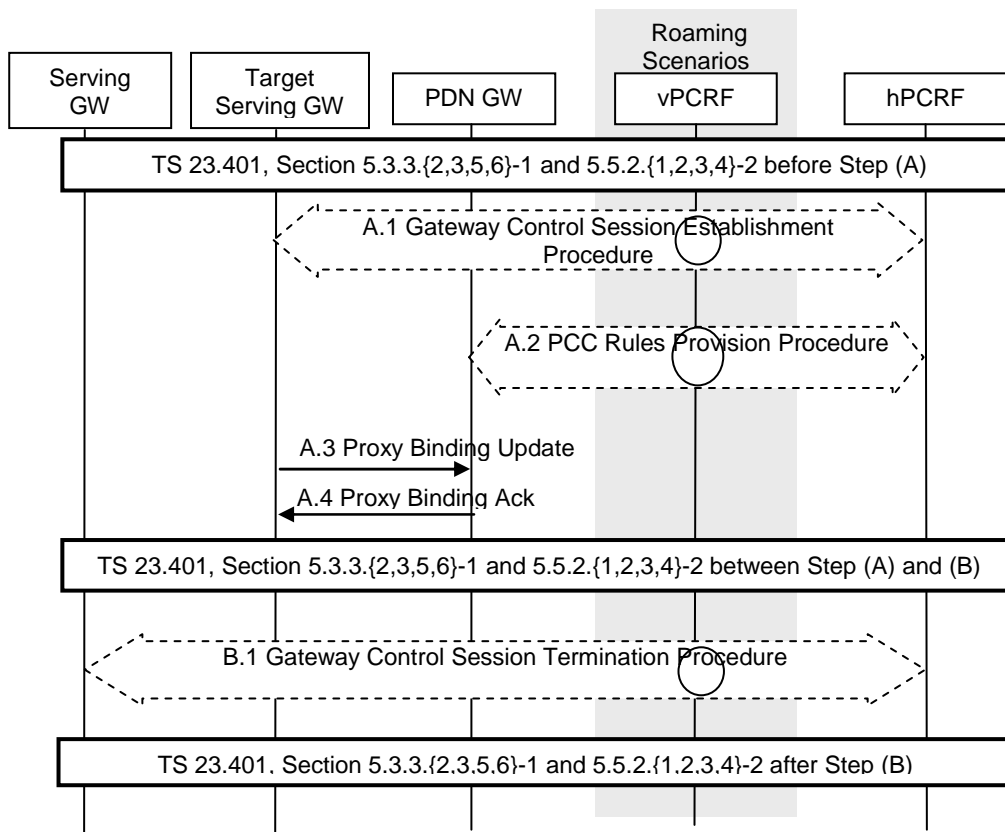 Roaming
Scenarios
Serving
GW
Target
Serving GW
PDN GW
vPCRF
hPCRF
TS 23.401, Section 5.3.3.{2,3,5,6}-1 and 5.5.2.{1,2,3,4}-2 before Step (A)
A.1 Gateway Control Session Establishment
Procedure
A.2 PCC Rules Provision Procedure
A.3 Proxy Binding Update
A.4 Proxy Binding Ack
TS 23.401, Section 5.3.3.{2,3,5,6}-1 and 5.5.2.{1,2,3,4}-2 between Step (A) and (B)
B.1 Gateway Control Session Termination Procedure
TS 23.401, Section 5.3.3.{2,3,5,6}-1 and 5.5.2.{1,2,3,4}-2 after Step (B)